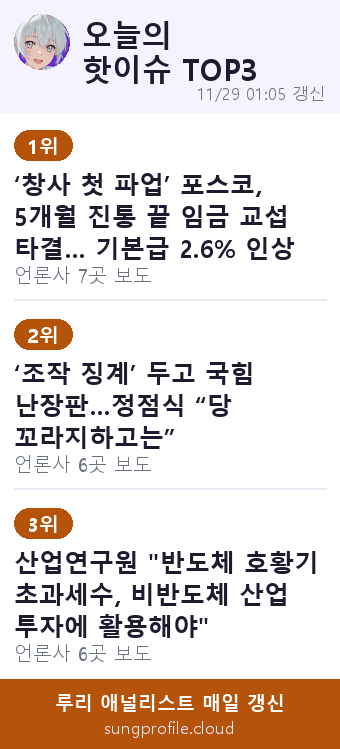 오늘의
핫이슈 TOP3
11/29 01:05 갱신
1위
‘창사 첫 파업’ 포스코,
5개월 진통 끝 임금 교섭
타결… 기본급 2.6% 인상
언론사 7곳 보도
2위
‘조작 징계’ 두고 국힘
난장판…정점식 “당
꼬라지하고는”
언론사 6곳 보도
3위
산업연구원 "반도체 호황기
초과세수, 비반도체 산업
투자에 활용해야"
언론사 6곳 보도
루리 애널리스트 매일 갱신
sungprofile.cloud